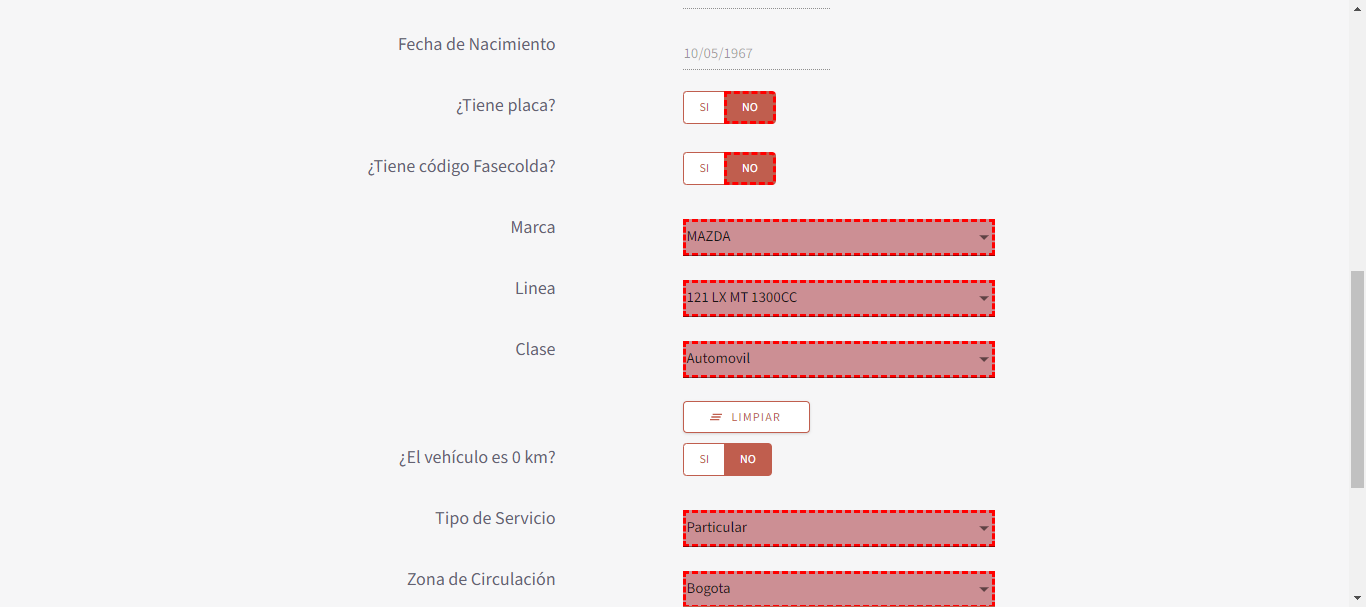 Fecha de Nacimiento
10/05/1967
¿Tiene placa?
SI NO
¿Tiene código Fasecolda?
SI NO
Marca
MAZDA
Linea
121 LX MT 1300CC
Clase
Automovil
LIMPIAR
¿El vehículo es 0 km?
SI NO
Tipo de Servicio
Particular
Zona de Circulación
Bogota